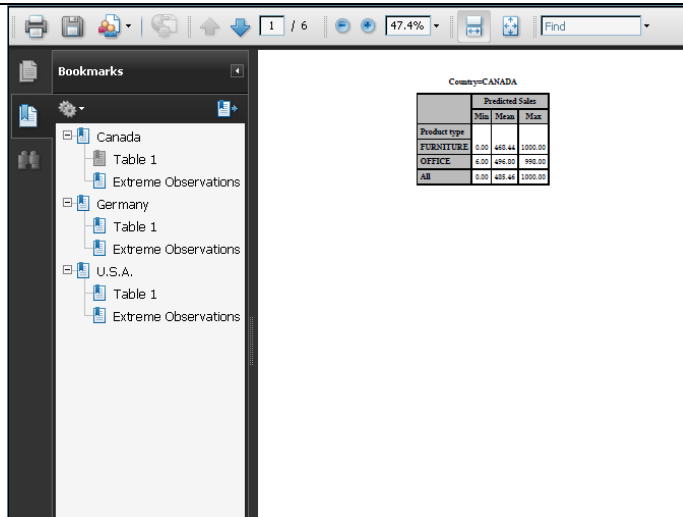 1 / 6 47.4% Find
Bookmarks
Canada
Table 1
Extreme Observations
Germany
Table 1
Extreme Observations
U.S.A.
Table 1
Extreme Observations
Country=CANADA
Predicted Sales
Min Mean Max
Product type
FURNITURE 0.00 468.44 1000.00
OFFICE 6.00 496.80 998.00
All 0.00 485.46 1000.00